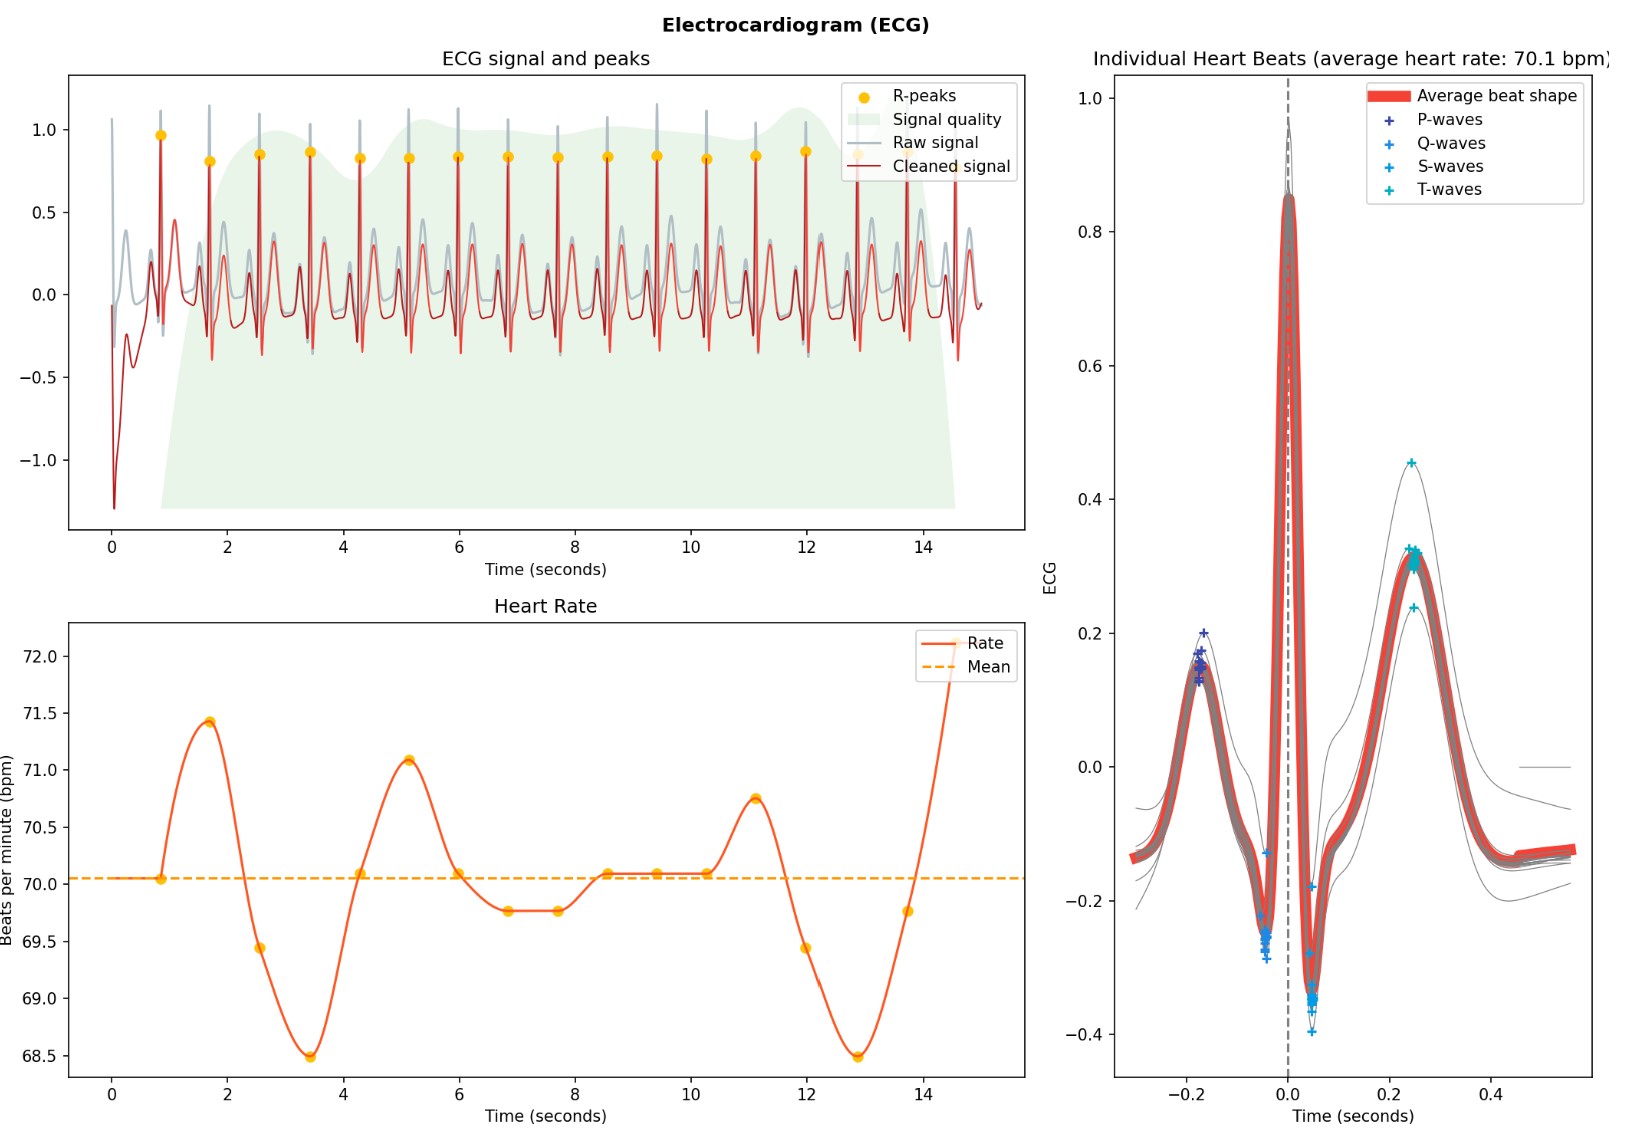 Electrocardiogram (ECG)
ECG signal and peaks
R-peaks
Signal quality
Raw signal
Cleaned signal
1.0
0.5
0.0
−0.5
−1.0
0 2 4 6 8 10 12 14
Time (seconds)
Heart Rate
Rate
Mean
Beats per minute (bpm)
72.0
71.5
71.0
70.5
70.0
69.5
69.0
68.5
0 2 4 6 8 10 12 14
Time (seconds)
Individual Heart Beats (average heart rate: 70.1 bpm)
Average beat shape
P-waves
Q-waves
S-waves
T-waves
ECG
1.0
0.8
0.6
0.4
0.2
0.0
−0.2
−0.4
−0.2 0.0 0.2 0.4
Time (seconds)